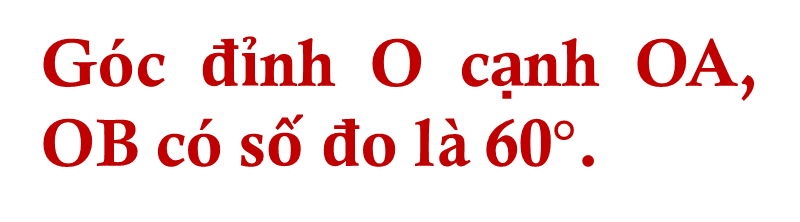 Góc đỉnh O cạnh OA,
OB có số đo là 60°.